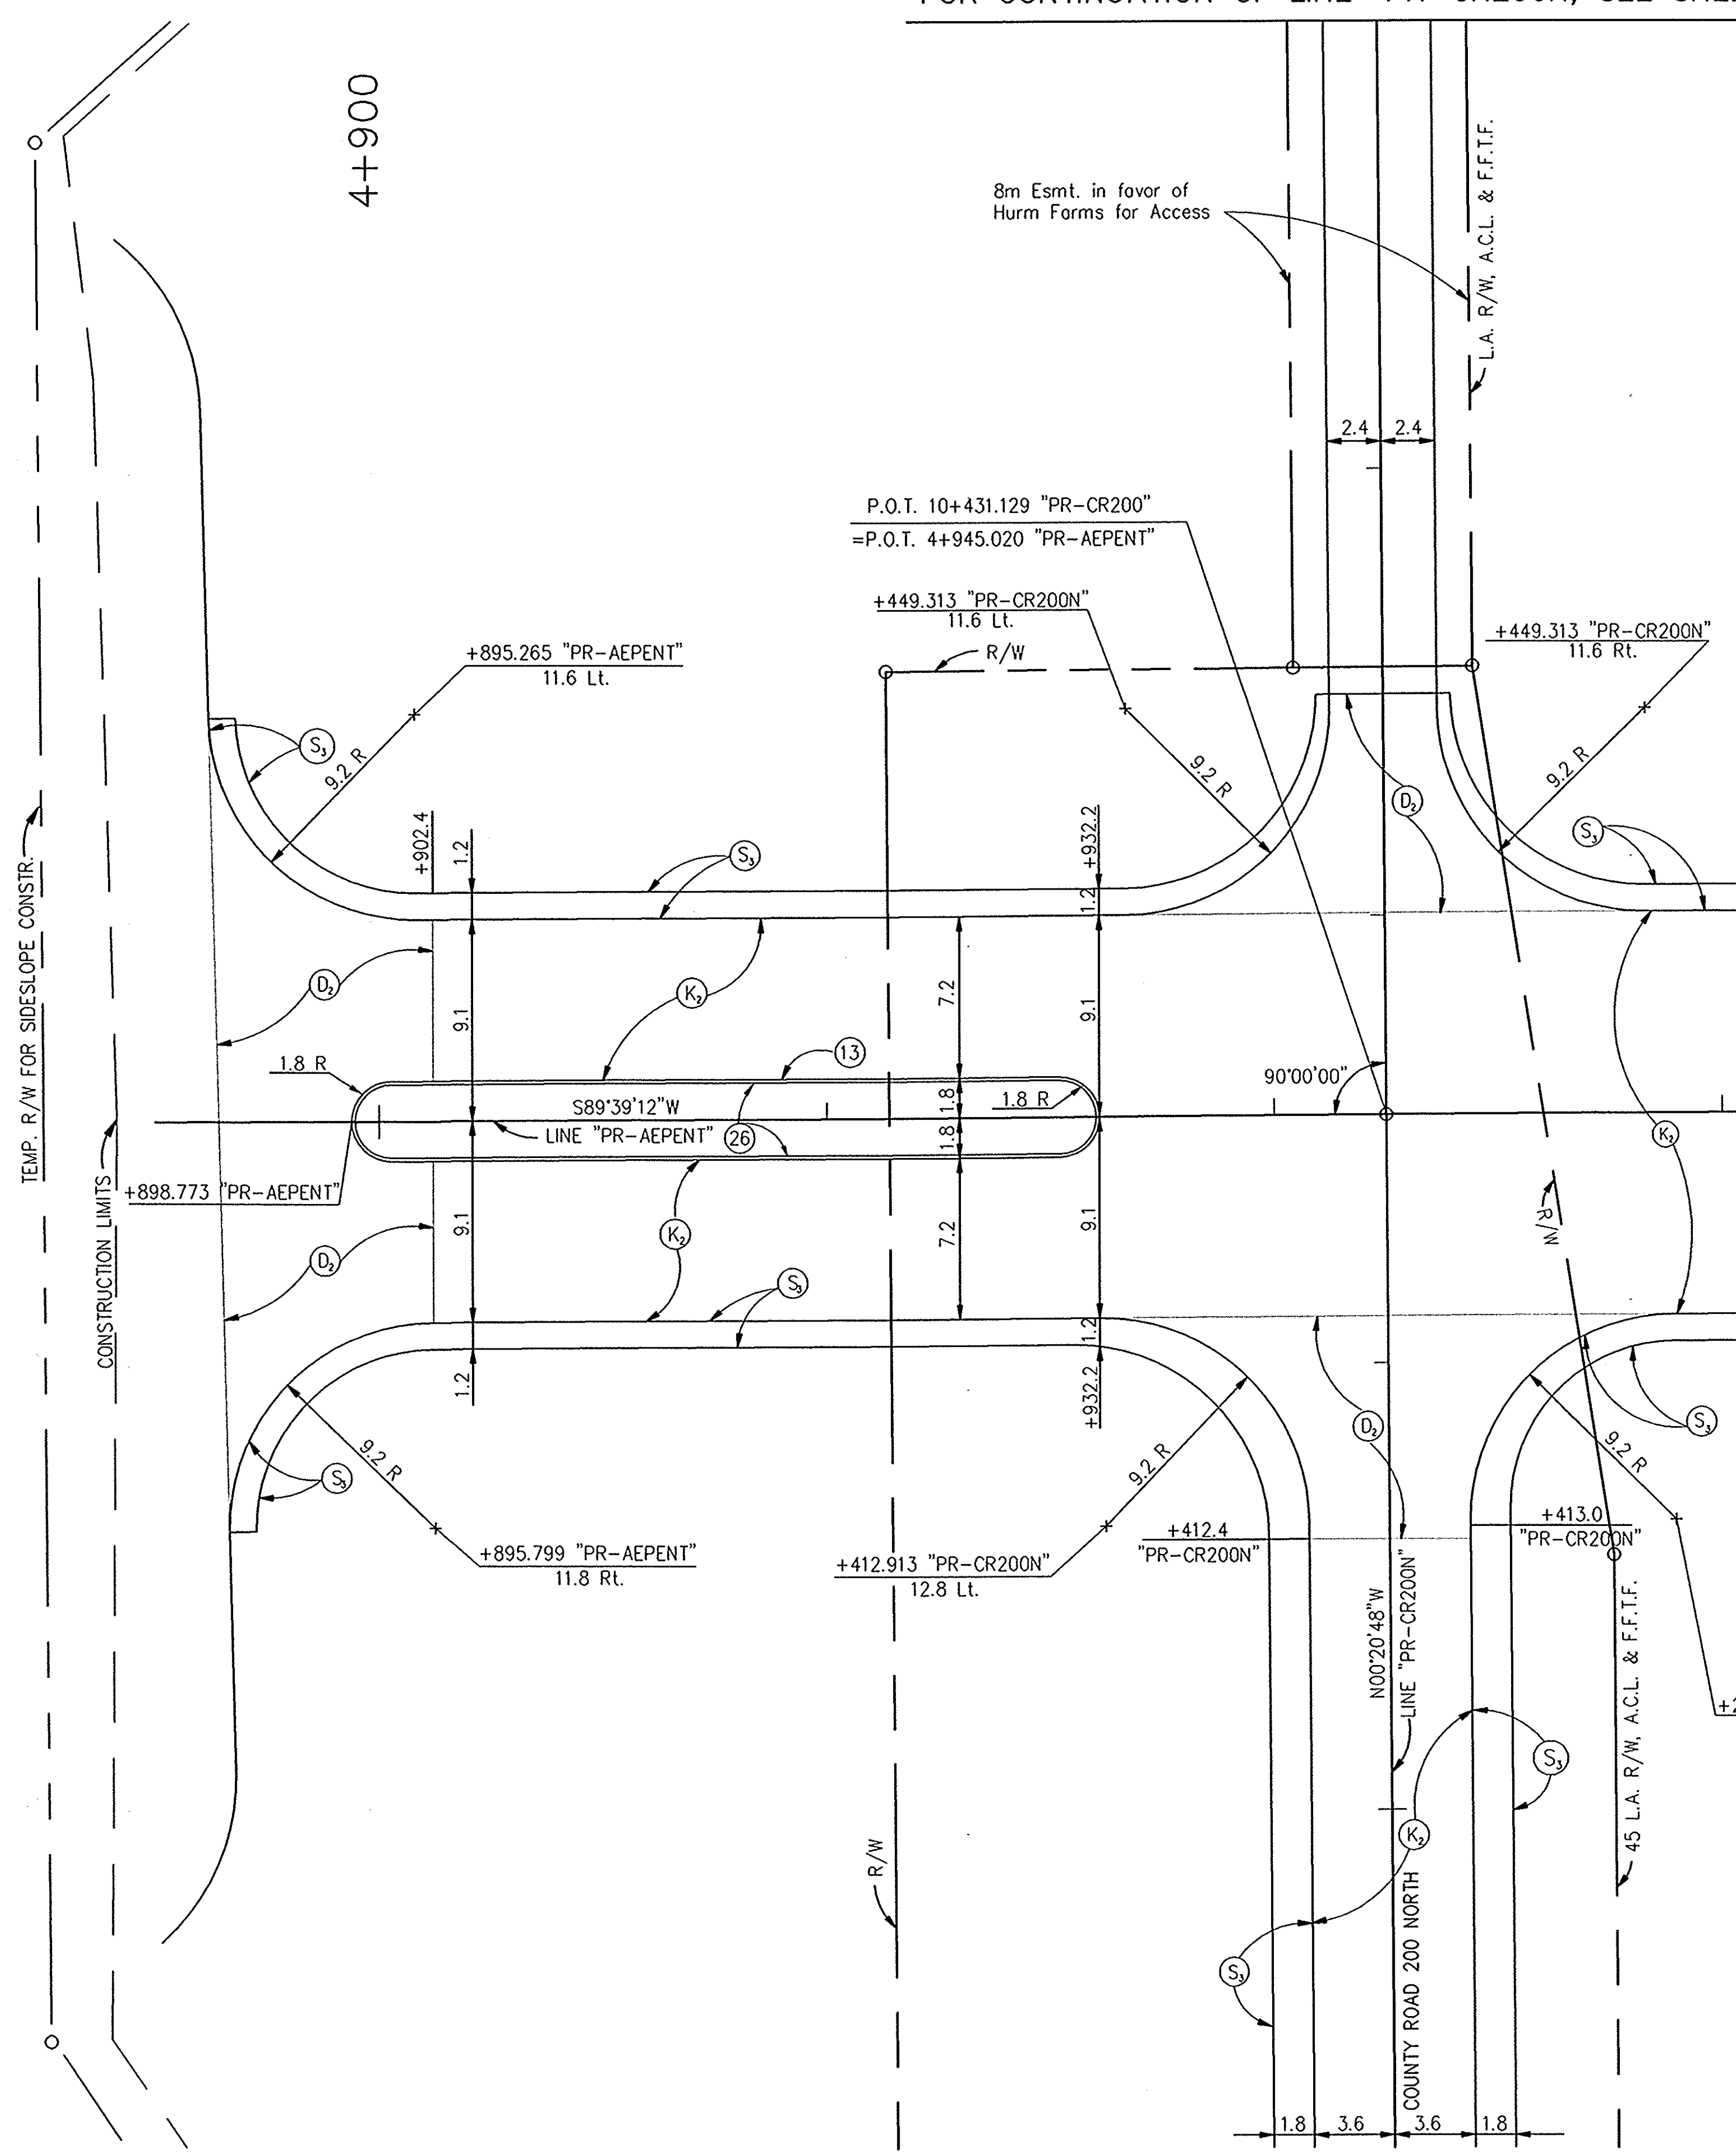 4+900
8m Esmt. in favor of
Hurm Farms for Access
L.A. R/W, A.C.L. & F.F.T.F.
2.4
2.4
P.O.T. 10+431.129 "PR-CR200"
=P.O.T. 4+945.020 "PR-AEPENT"
+449.313 "PR-CR200N"
11.6 Lt.
R/W
+449.313 "PR-CR200N"
11.6 Rt.
+895.265 "PR-AEPENT"
11.6 Lt.
S₃
9.2 R
9.2 R
9.2 R
D₂
+902.4
1.2
S₃
+932.2
1.2
S₃
TEMP. R/W FOR SIDESLOPE CONSTR.
D₂
9.1
K₂
7.2
9.1
13
1.8 R
S89°39'12"W
1.8
1.8 R
90°00'00"
LINE "PR-AEPENT"
26
1.8
K₂
+898.773 "PR-AEPENT"
CONSTRUCTION LIMITS
D₂
9.1
K₂
7.2
9.1
R/W
S₃
1.2
1.2
+932.2
D₂
S₃
9.2 R
S₃
9.2 R
9.2 R
+895.799 "PR-AEPENT"
11.8 Rt.
+412.913 "PR-CR200N"
12.8 Lt.
+412.4
"PR-CR200N"
+413.0
"PR-CR200N"
N00°20'48"W
LINE "PR-CR200N"
45 L.A. R/W, A.C.L. & F.F.T.F.
S₃
K₂
R/W
COUNTY ROAD 200 NORTH
S₃
1.8
3.6
3.6
1.8